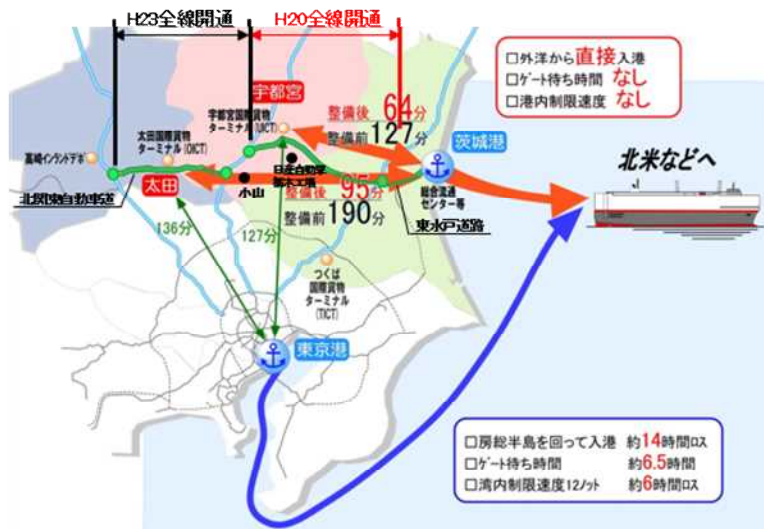 H23全線開通
H20全線開通
□外洋から直接入港
□ゲート待ち時間 なし
□港内制限速度 なし
宇都宮
宇都宮国際貨物
ターミナル(UICT)
整備後 64分
整備前 127分
太田国際貨物
ターミナル(OICT)
高崎インランドデポ
茨城港
北米などへ
日産自動車
栃木工場
太田
小山
整備後 95分
整備前 190分
総合流通
センター等
北関東自動車道
東水戸道路
136分
127分
つくば
国際貨物
ターミナル
(TICT)
東京港
□房総半島を回って入港 約14時間ロス
□ゲート待ち時間 約6.5時間
□湾内制限速度12ノット 約6時間ロス